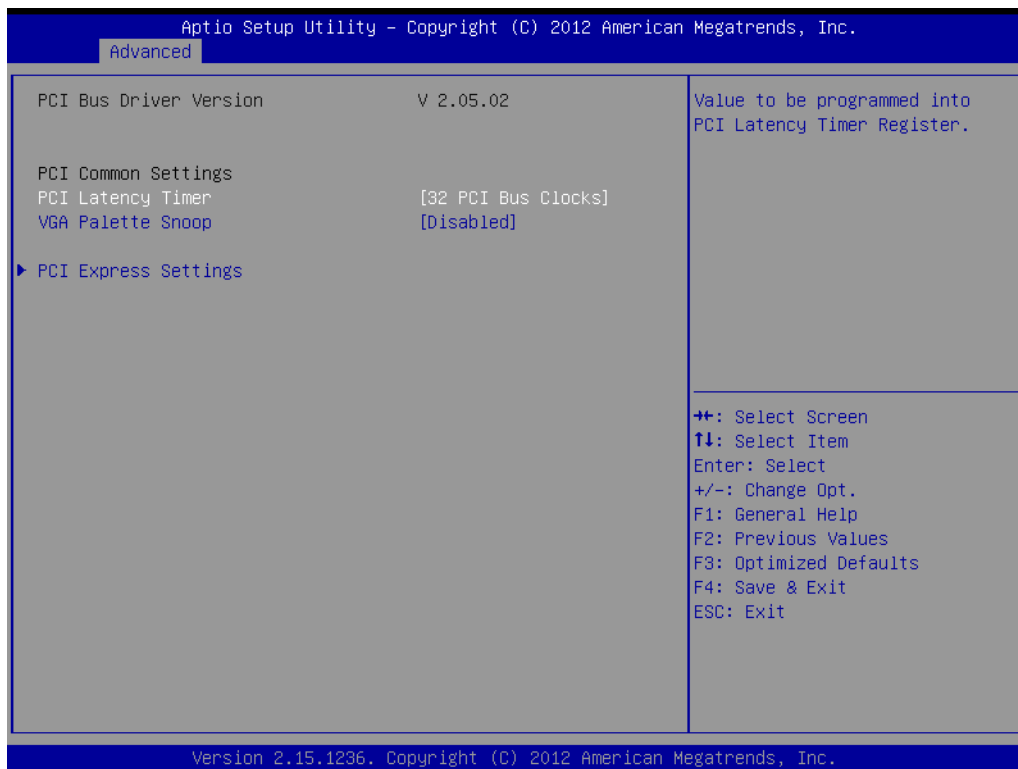 Aptio Setup Utility – Copyright (C) 2012 American Megatrends, Inc.
Advanced
PCI Bus Driver Version V 2.05.02
PCI Common Settings
PCI Latency Timer [32 PCI Bus Clocks]
VGA Palette Snoop [Disabled]
PCI Express Settings
Value to be programmed into
PCI Latency Timer Register.
→←: Select Screen
↑↓: Select Item
Enter: Select
+/-: Change Opt.
F1: General Help
F2: Previous Values
F3: Optimized Defaults
F4: Save & Exit
ESC: Exit
Version 2.15.1236. Copyright (C) 2012 American Megatrends, Inc.